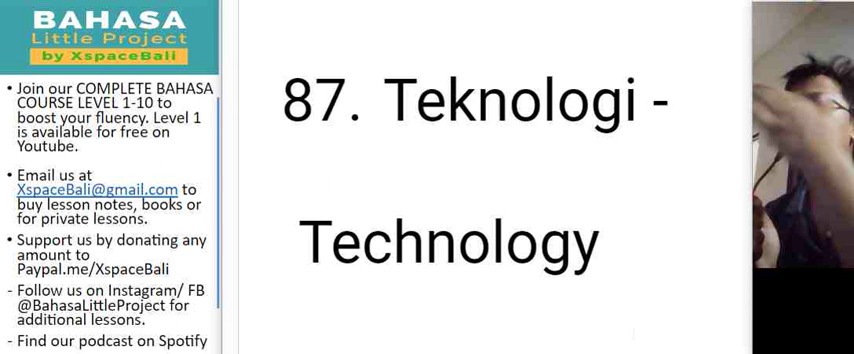 BAHASA
Little Project
by XspaceBali
• Join our COMPLETE BAHASA
COURSE LEVEL 1-10 to
boost your fluency. Level 1
is available for free on
Youtube.
• Email us at
XspaceBali@gmail.com to
buy lesson notes, books or
for private lessons.
• Support us by donating any
amount to
Paypal.me/XspaceBali
- Follow us on Instagram/ FB
@BahasaLittleProject for
additional lessons.
- Find our podcast on Spotify
87. Teknologi -
Technology